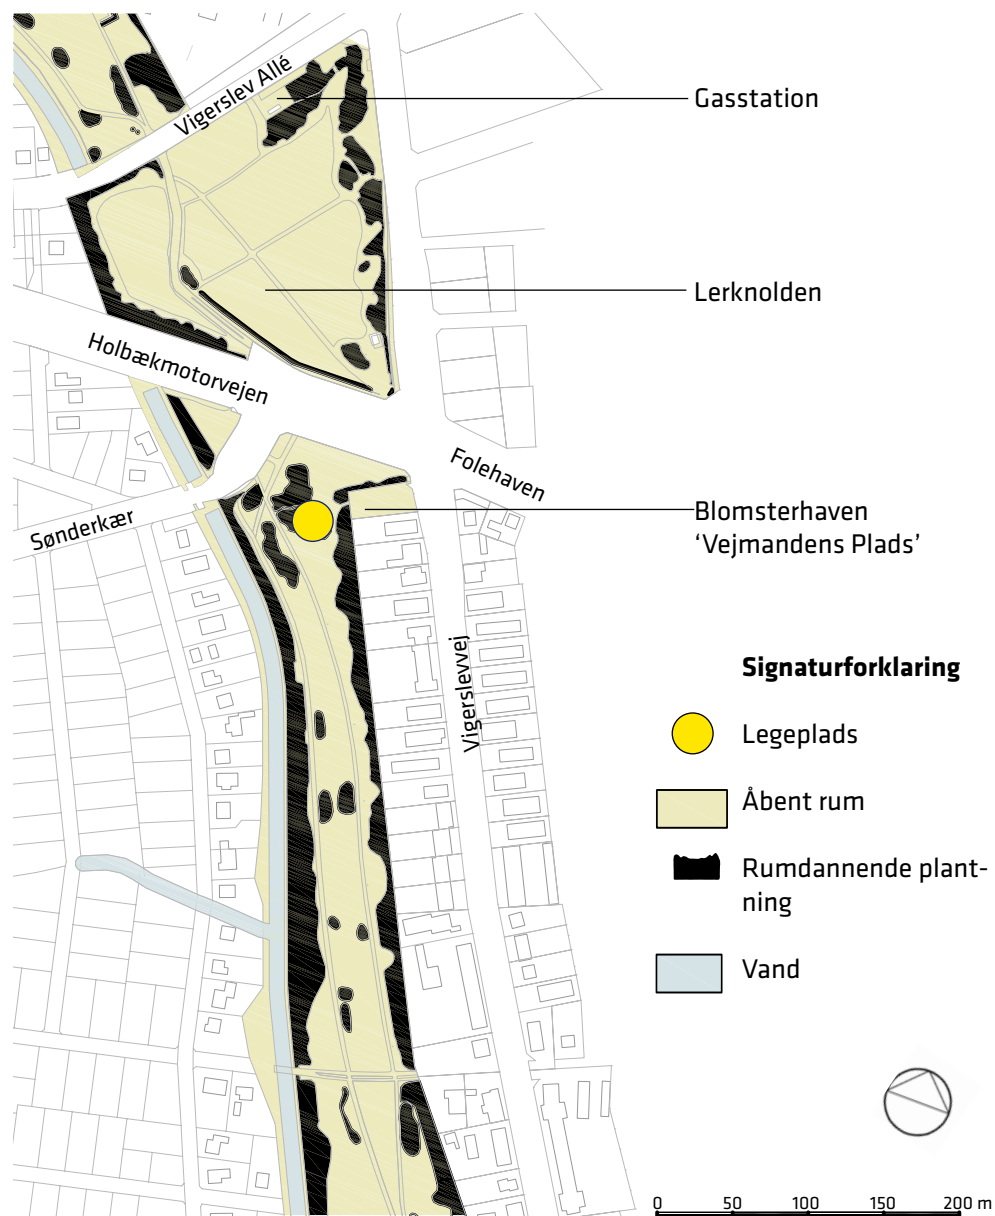 Vigerslev Allé
Gasstation
Lerknolden
Holbækmotorvejen
Folehaven
Sønderkær
Blomsterhaven
‘Vejmandens Plads’
Vigerslevvej
Signaturforklaring
Legeplads
Åbent rum
Rumdannende plant-
ning
Vand
0 50 100 150 200 m